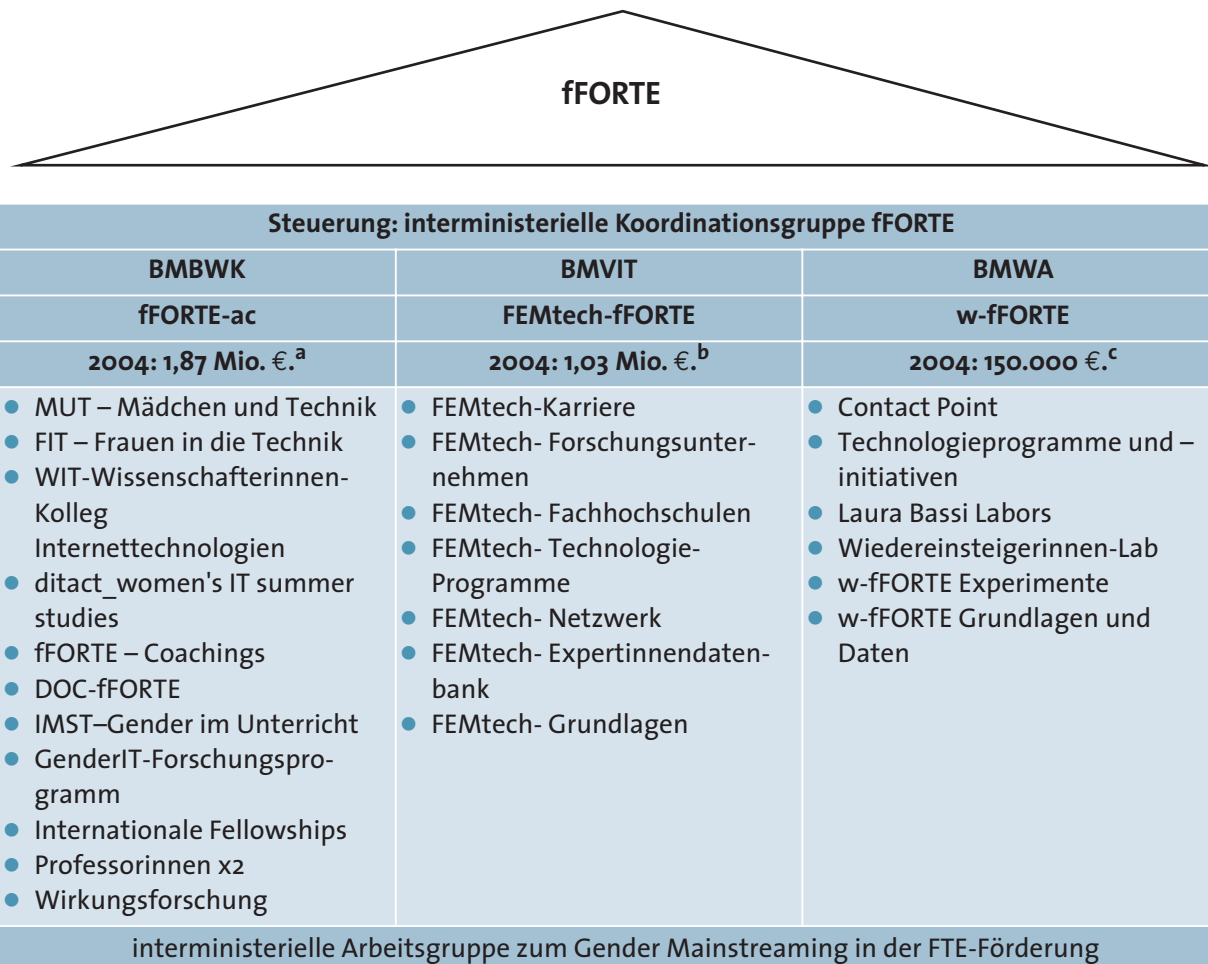 fFORTE
Steuerung: interministerielle Koordinationsgruppe fFORTE
BMBWK
BMVIT
BMWA
fFORTE-ac
FEMtech-fFORTE
w-fFORTE
2004: 1,87 Mio. €.a
2004: 1,03 Mio. €.b
2004: 150.000 €.c
MUT – Mädchen und Technik
FIT – Frauen in die Technik
WIT-Wissenschafterinnen-
Kolleg
Internettechnologien
ditact_women's IT summer
studies
fFORTE – Coachings
DOC-fFORTE
IMST–Gender im Unterricht
GenderIT-Forschungspro-
gramm
Internationale Fellowships
Professorinnen x2
Wirkungsforschung
FEMtech-Karriere
FEMtech- Forschungsunter-
nehmen
FEMtech- Fachhochschulen
FEMtech- Technologie-
Programme
FEMtech- Netzwerk
FEMtech- Expertinnendaten-
bank
FEMtech- Grundlagen
Contact Point
Technologieprogramme und –
initiativen
Laura Bassi Labors
Wiedereinsteigerinnen-Lab
w-fFORTE Experimente
w-fFORTE Grundlagen und
Daten
interministerielle Arbeitsgruppe zum Gender Mainstreaming in der FTE-Förderung